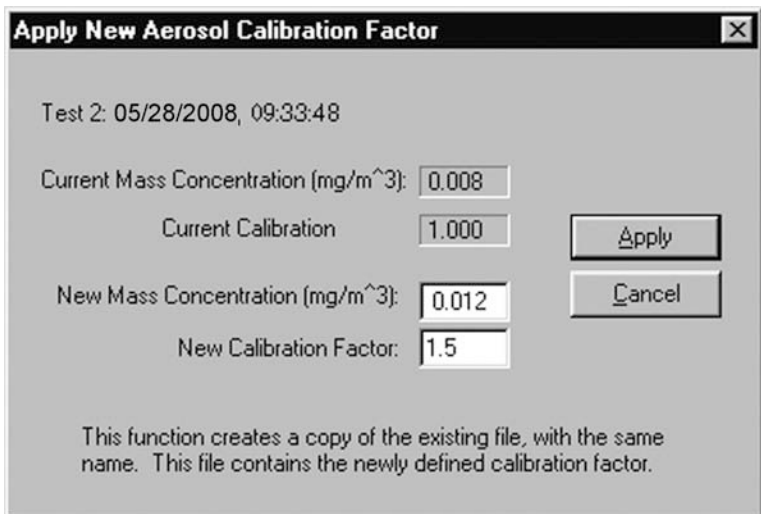 Apply New Aerosol Calibration Factor
Test 2: 05/28/2008, 09:33:48
Current Mass Concentration (mg/m^3): 0.008
Current Calibration 1.000
Apply
New Mass Concentration (mg/m^3): 0.012
Cancel
New Calibration Factor: 1.5
This function creates a copy of the existing file, with the same
name. This file contains the newly defined calibration factor.